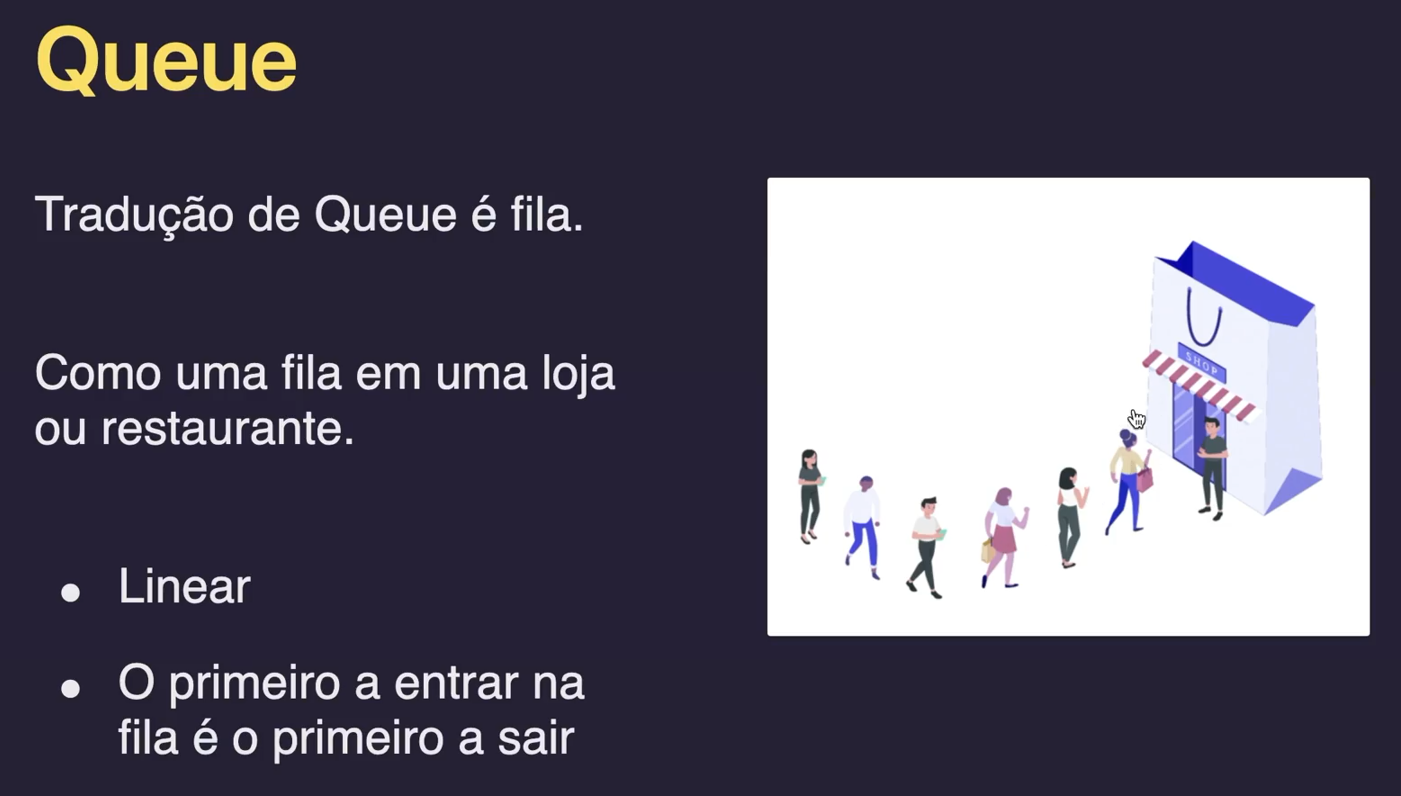 Queue
Tradução de Queue é fila.
Como uma fila em uma loja
ou restaurante.
SHOP
● Linear
● O primeiro a entrar na
fila é o primeiro a sair